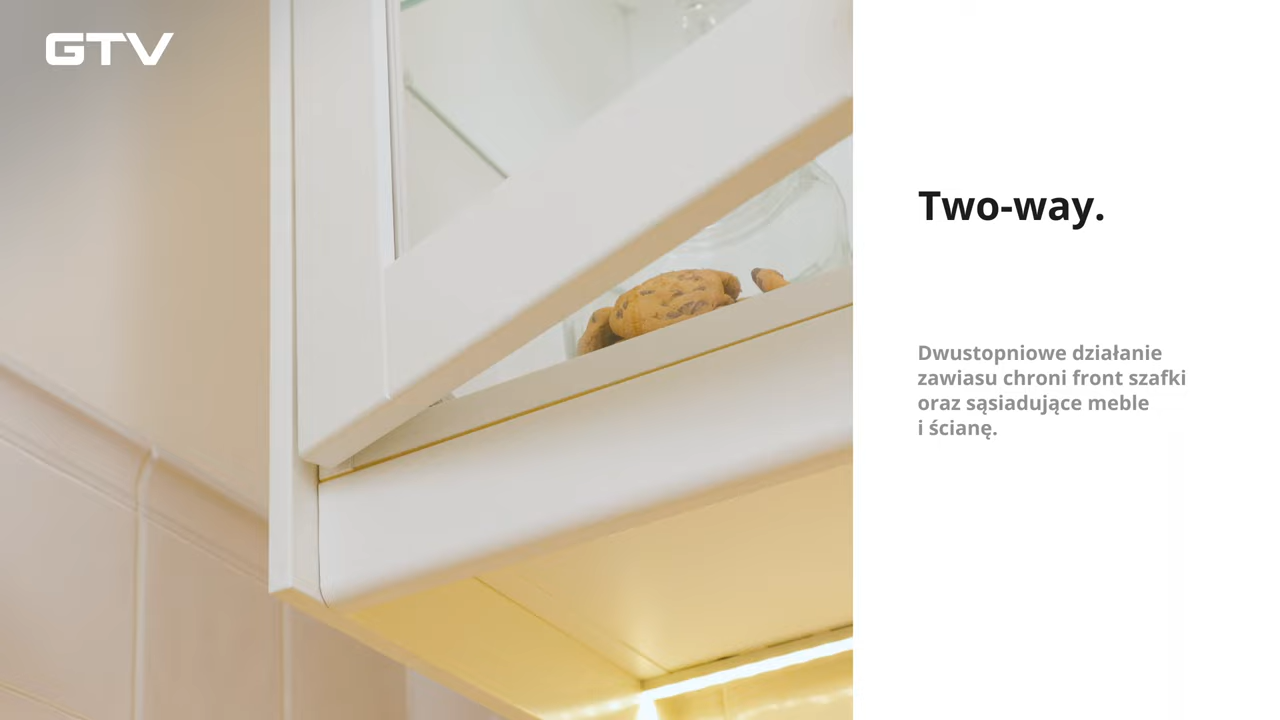 GTV
Two-way.
Dwustopniowe działanie
zawiasu chroni front szafki
oraz sąsiadujące meble
i ścianę.